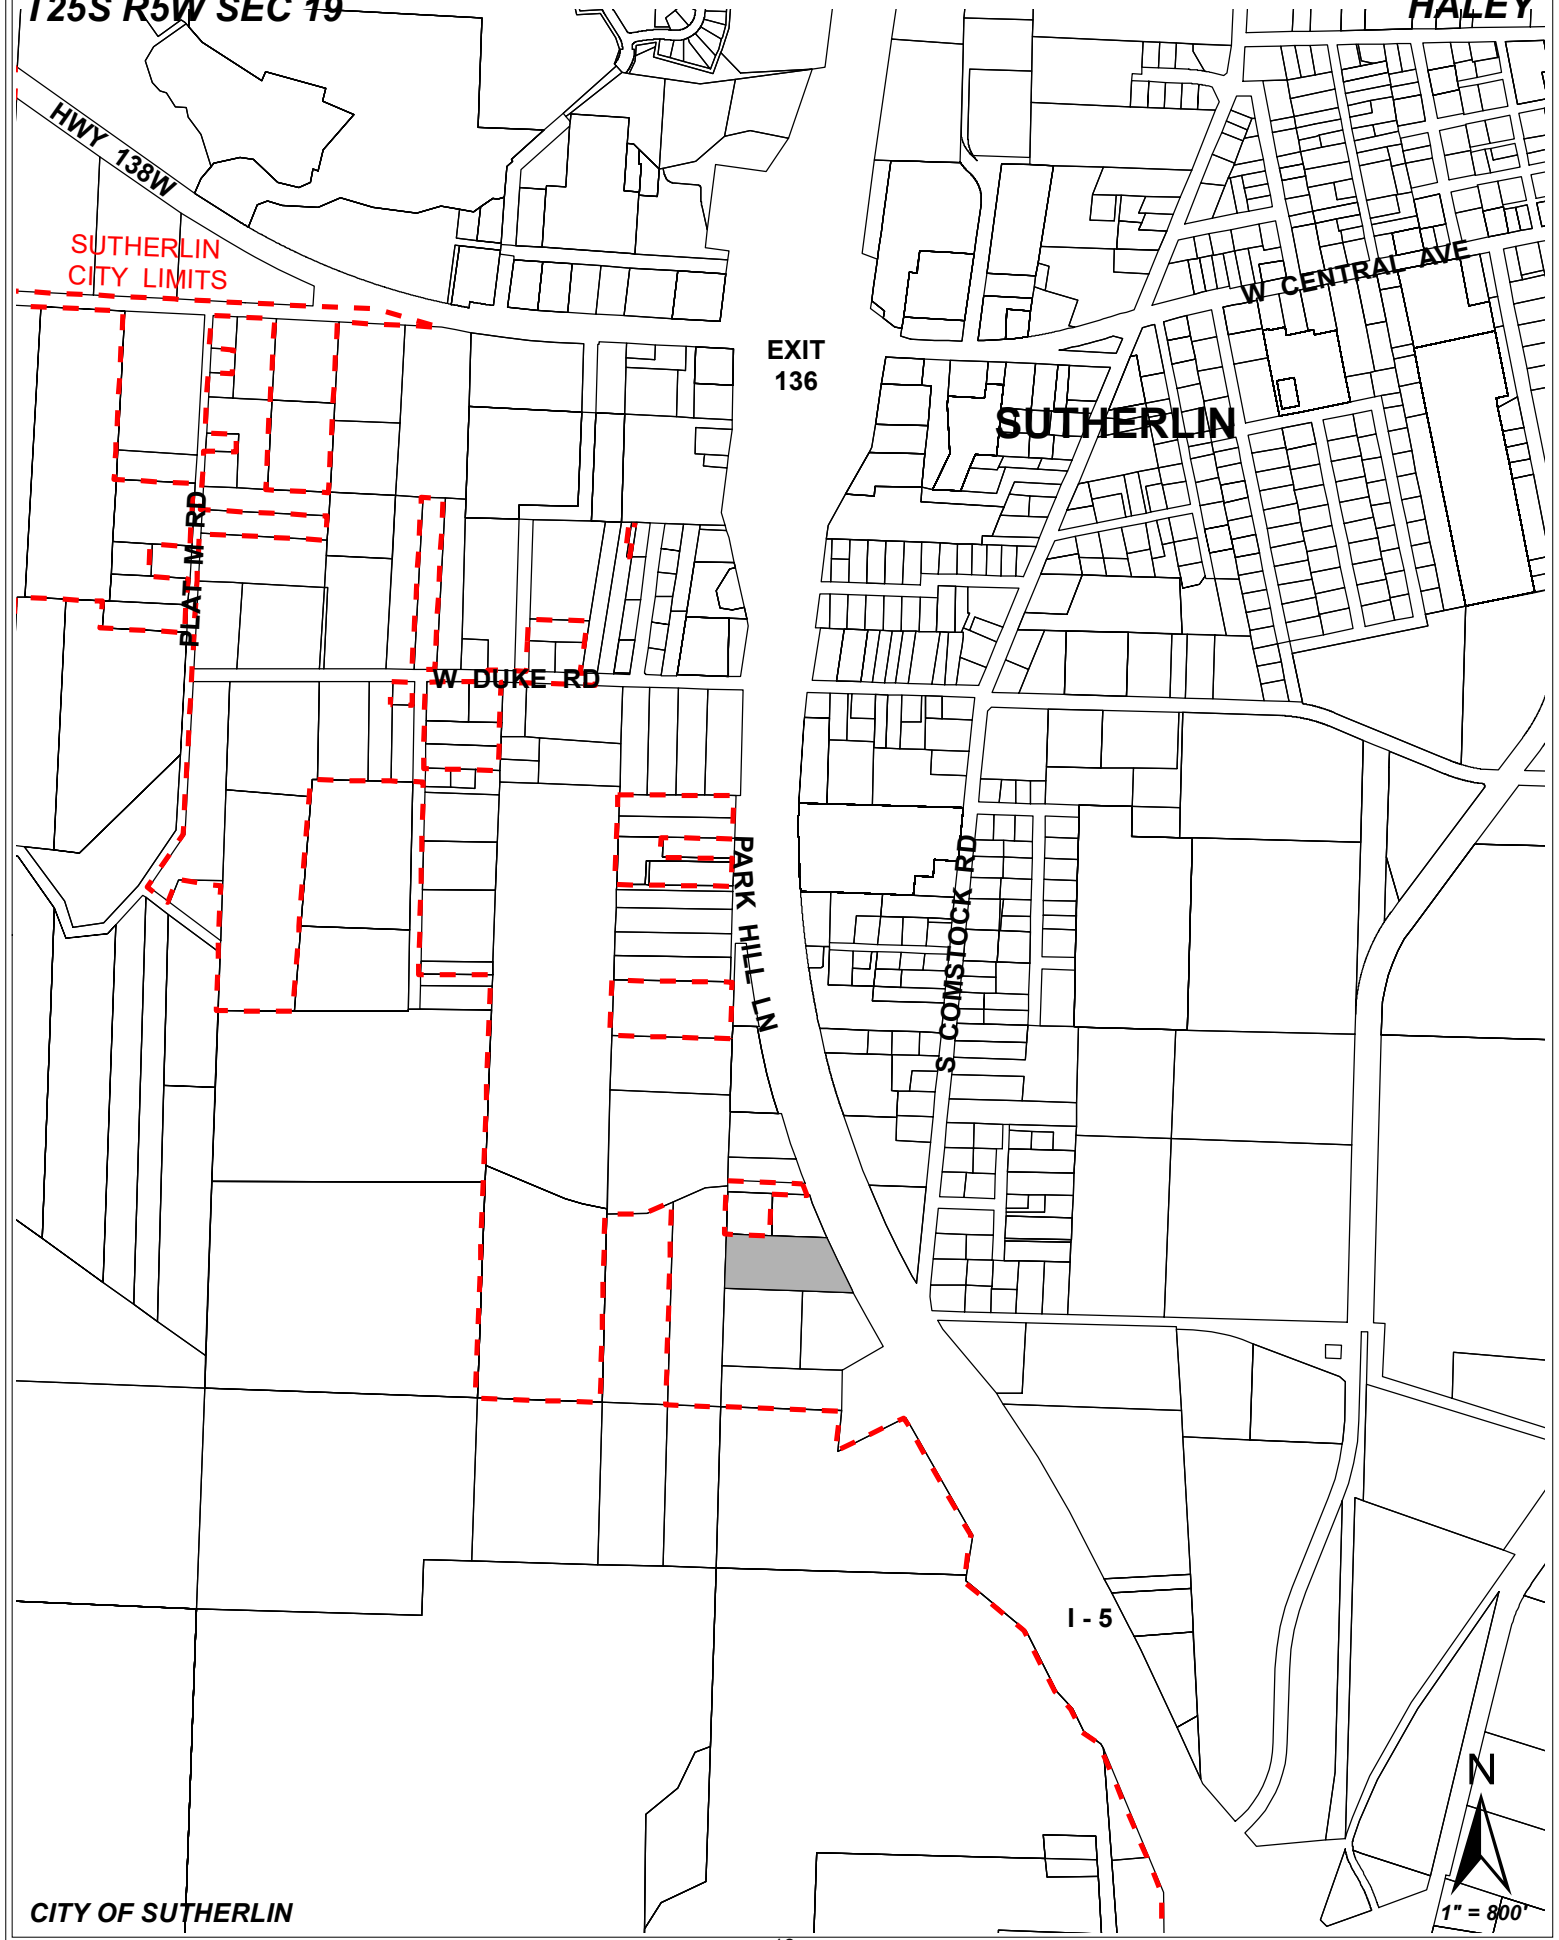 T25S R5W SEC 19
HALEY
HWY 138W
SUTHERLIN
CITY LIMITS
W CENTRAL AVE
EXIT
136
SUTHERLIN
PLAT M RD
W DUKE RD
PARK HILL LN
S COMSTOCK RD
I - 5
N
1" = 800'
CITY OF SUTHERLIN